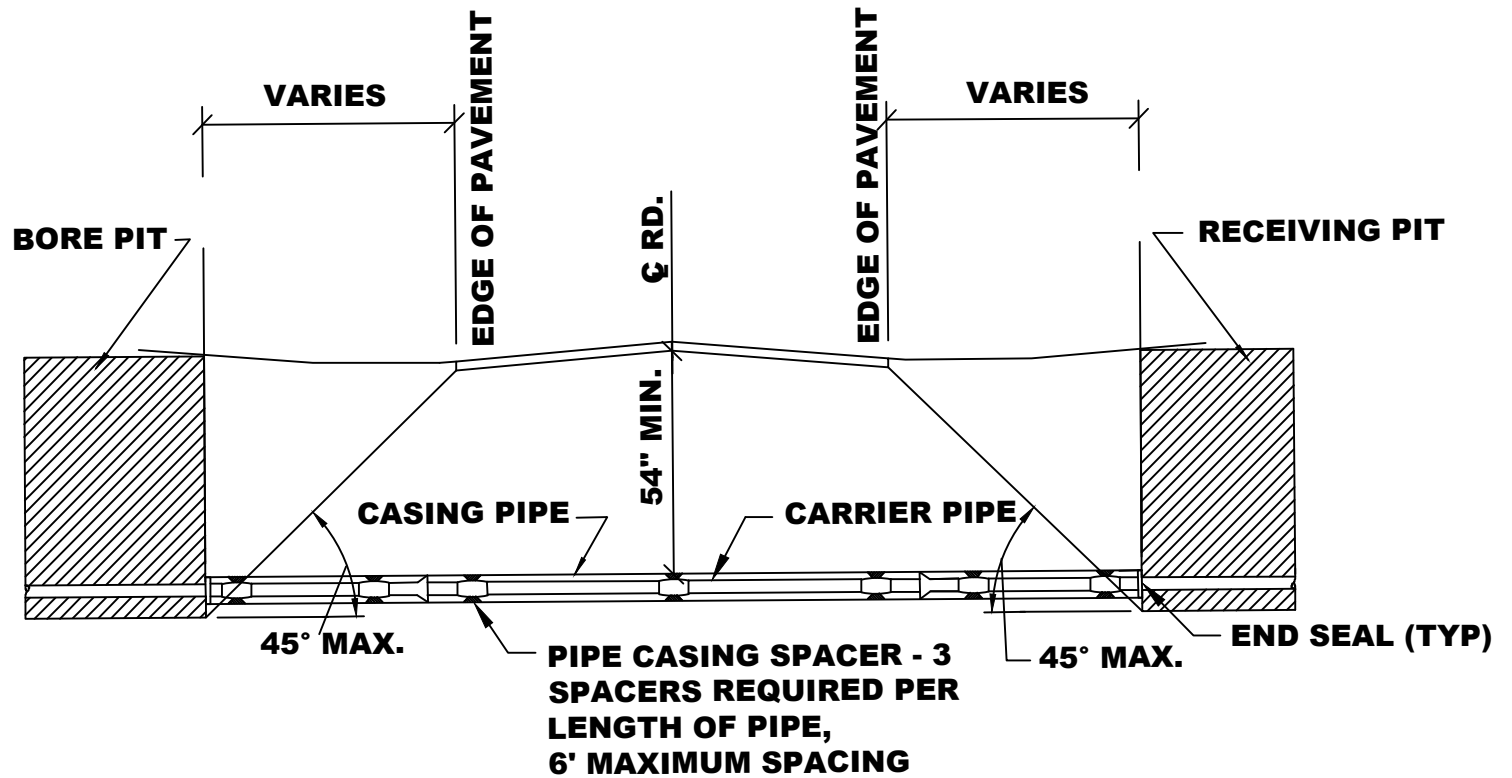 VARIES
EDGE OF PAVEMENT
EDGE OF PAVEMENT
VARIES
BORE PIT
℄ RD.
RECEIVING PIT
54" MIN.
CASING PIPE
CARRIER PIPE
45° MAX.
PIPE CASING SPACER - 3
SPACERS REQUIRED PER
LENGTH OF PIPE,
6' MAXIMUM SPACING
45° MAX.
END SEAL (TYP)